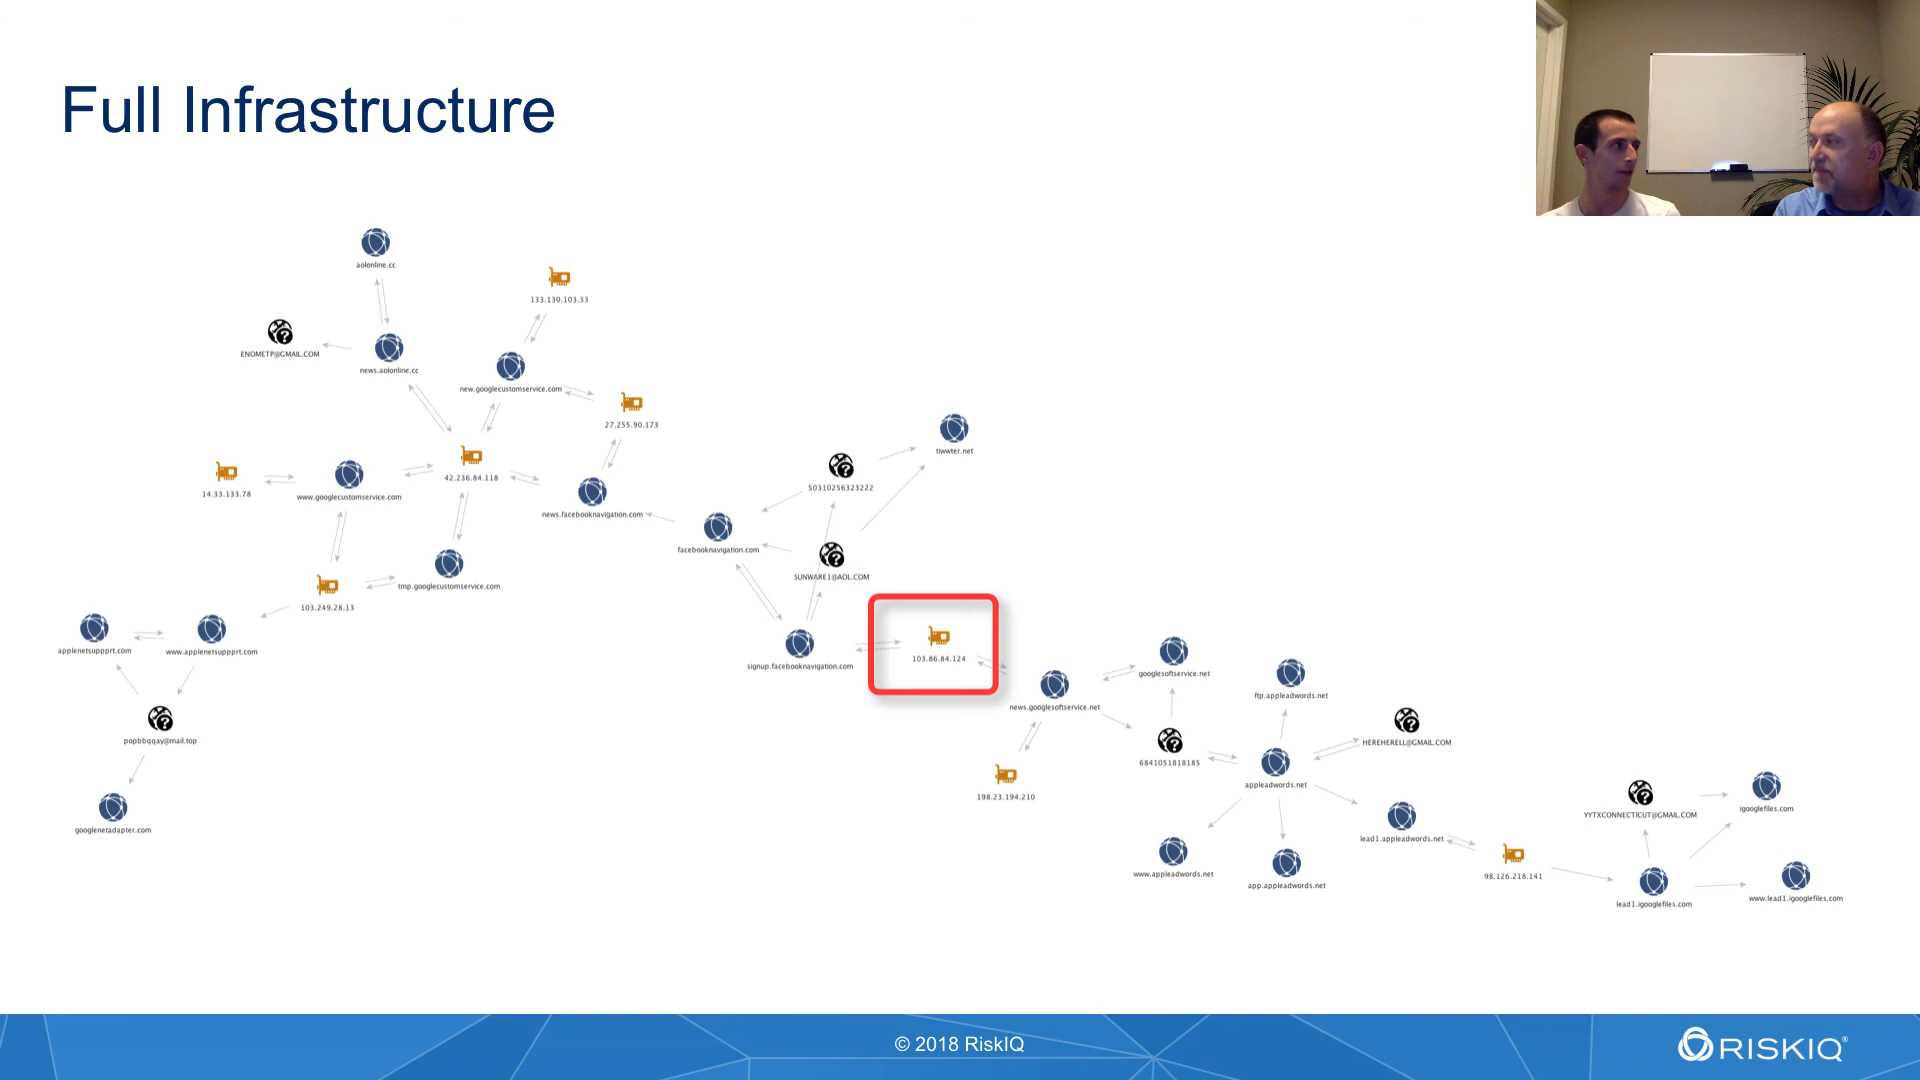 Full Infrastructure
aolonline.cc
133.130.103.33
ENOMETP@GMAIL.COM
news.aolonline.cc
new.googlecustomservice.com
27.255.90.173
tiwwter.net
42.236.84.118
S0310256323222
14.33.133.78
www.googlecustomservice.com
news.facebooknavigation.com
facebooknavigation.com
SUNWARE1@AOL.COM
tmp.googlecustomservice.com
103.249.28.13
applenetsuppprt.com
www.applenetsuppprt.com
signup.facebooknavigation.com
103.86.84.124
googlesoftservice.net
ftp.appleadwords.net
news.googlesoftservice.net
popbbqqay@mail.top
HEREHERELL@GMAIL.COM
6841051818185
appleadwords.net
198.23.194.210
igooglefiles.com
YYTXCONNECTICUT@GMAIL.COM
googlenetadapter.com
lead1.appleadwords.net
www.appleadwords.net
98.126.218.141
app.appleadwords.net
www.lead1.igooglefiles.com
lead1.igooglefiles.com
© 2018 RiskIQ
RISKIQ®